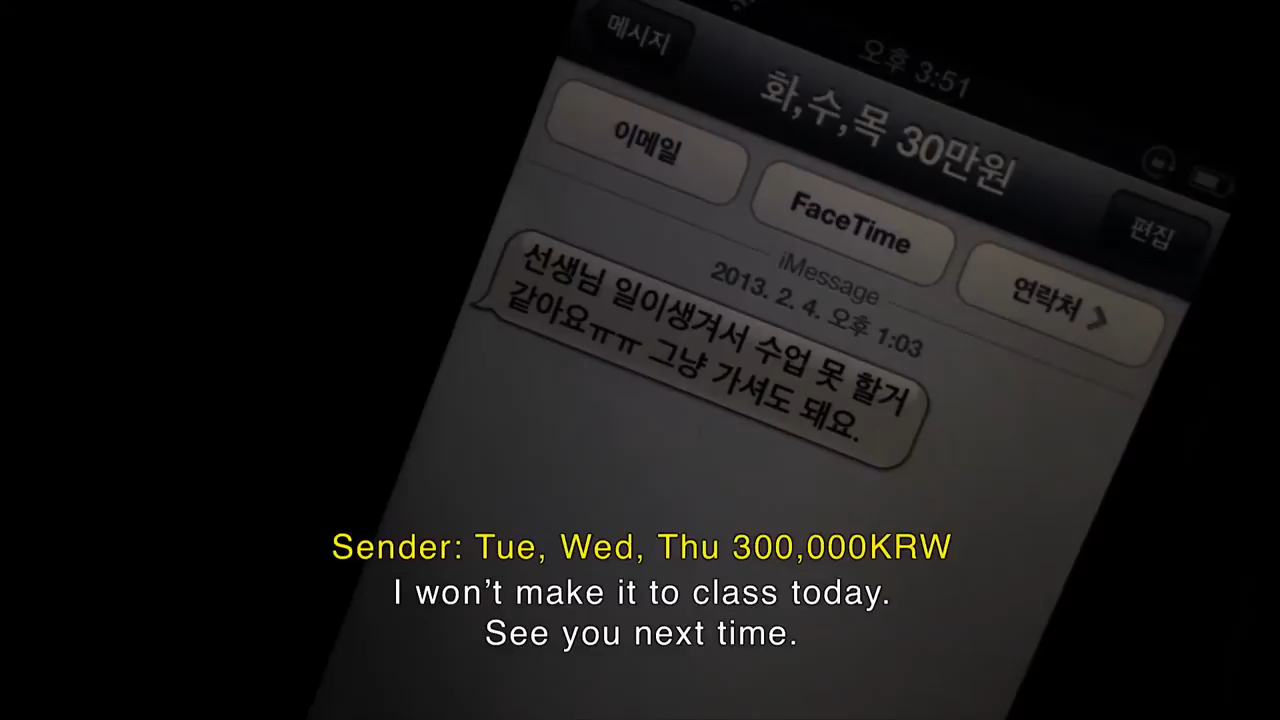 오후 3:51
메시지
화,수,목 30만원
편집
이메일
FaceTime
연락처
iMessage
2013. 2. 4. 오후 1:03
선생님 일이생겨서 수업 못 할거
같아요ㅠㅠ 그냥 가셔도 돼요.
Sender: Tue, Wed, Thu 300,000KRW
I won’t make it to class today.
See you next time.